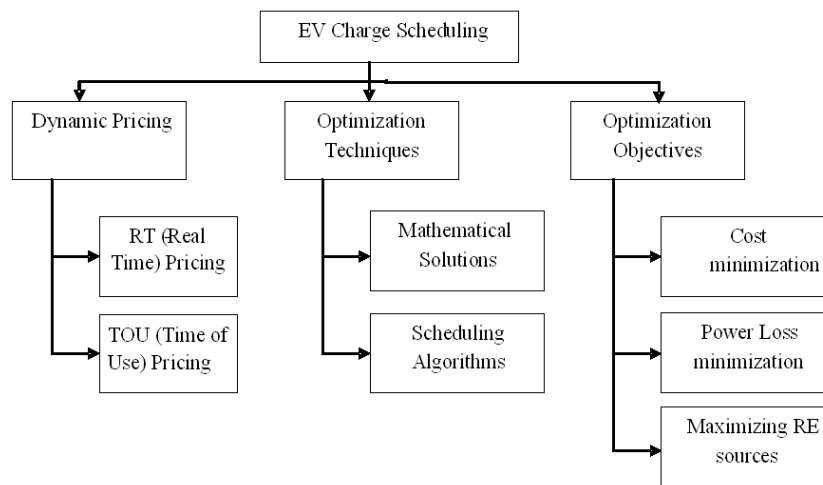 EV Charge Scheduling
Dynamic Pricing
Optimization
Techniques
Optimization
Objectives
RT (Real
Time) Pricing
TOU (Time of
Use) Pricing
Mathematical
Solutions
Scheduling
Algorithms
Cost
minimization
Power Loss
minimization
Maximizing RE
sources